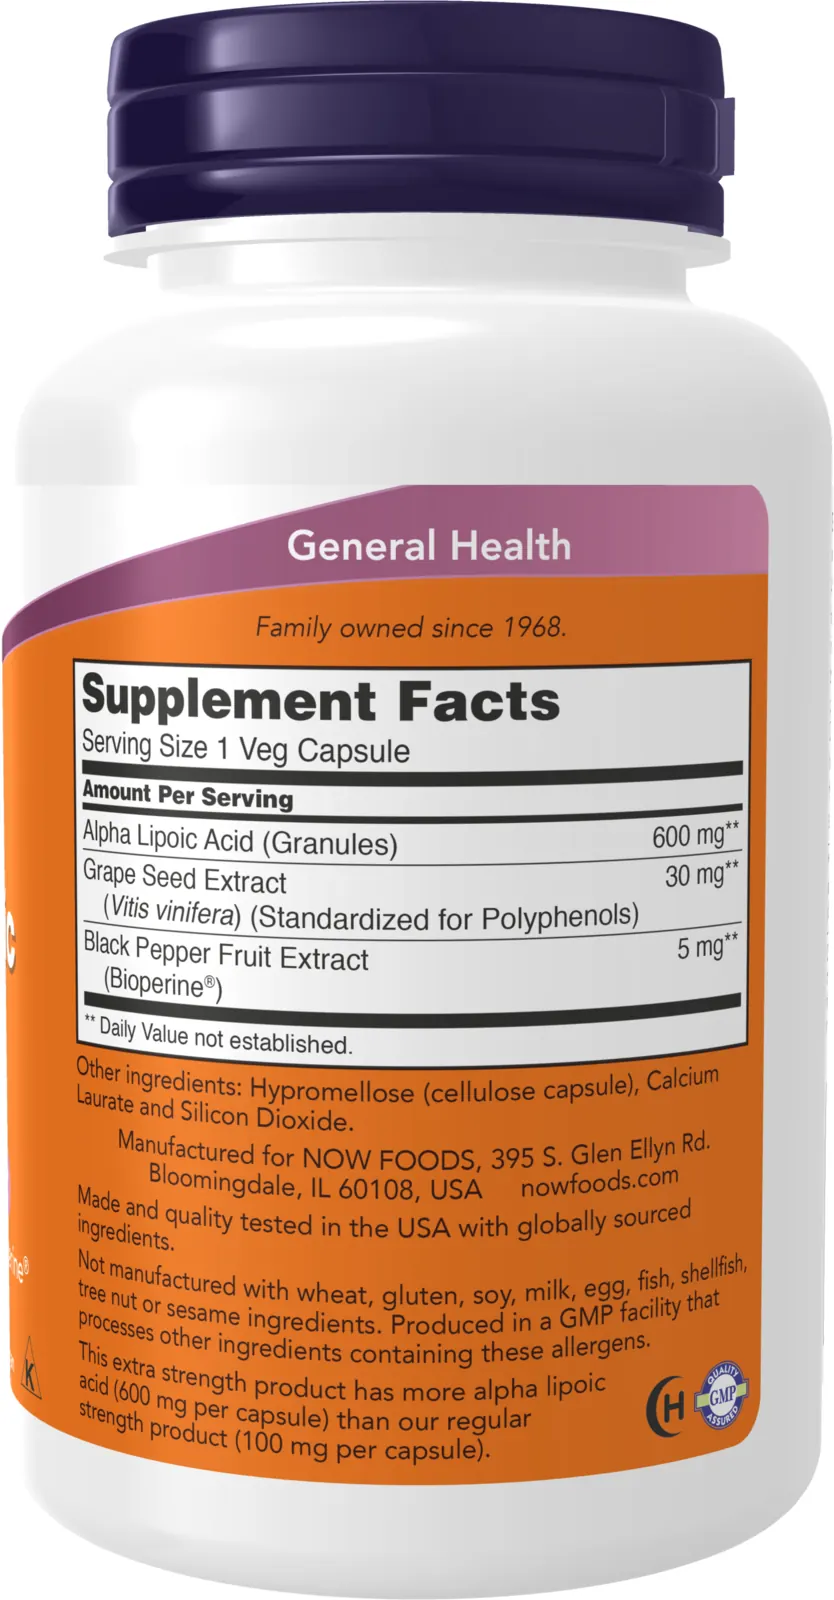 General Health
Family owned since 1968.
Supplement Facts
Serving Size 1 Veg Capsule
Amount Per Serving
Alpha Lipoic Acid (Granules) 600 mg**
Grape Seed Extract 30 mg**
(Vitis vinifera) (Standardized for Polyphenols)
Black Pepper Fruit Extract 5 mg**
(Bioperine®)
** Daily Value not established.
Other ingredients: Hypromellose (cellulose capsule), Calcium
Laurate and Silicon Dioxide.
Manufactured for NOW FOODS, 395 S. Glen Ellyn Rd.
Bloomingdale, IL 60108, USA nowfoods.com
Made and quality tested in the USA with globally sourced
ingredients.
Not manufactured with wheat, gluten, soy, milk, egg, fish, shellfish,
tree nut or sesame ingredients. Produced in a GMP facility that
processes other ingredients containing these allergens.
This extra strength product has more alpha lipoic
acid (600 mg per capsule) than our regular
strength product (100 mg per capsule).
K
H
QUALITY
GMP
ASSURED